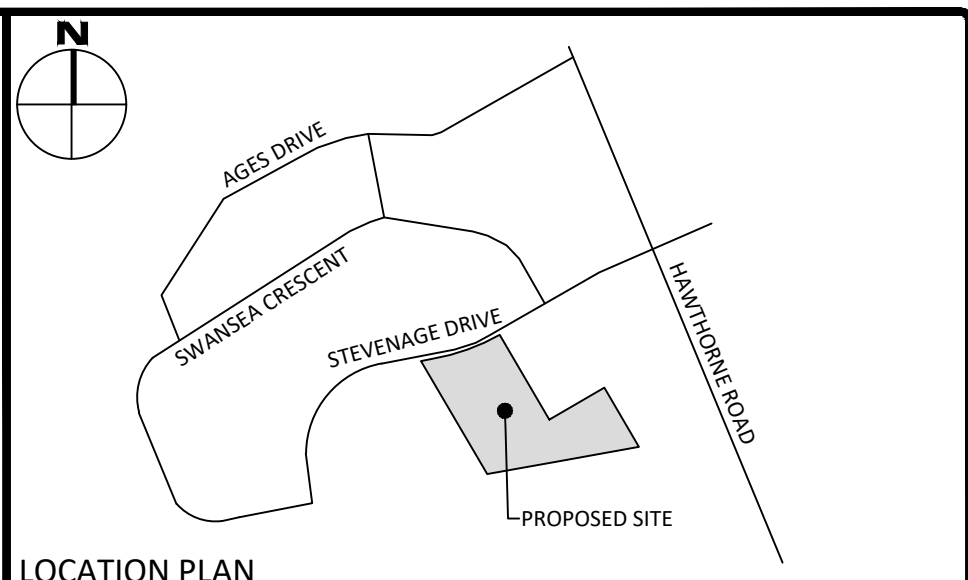 N
AGES DRIVE
SWANSEA CRESCENT
STEVENAGE DRIVE
HAWTHORNE ROAD
PROPOSED SITE
LOCATION PLAN